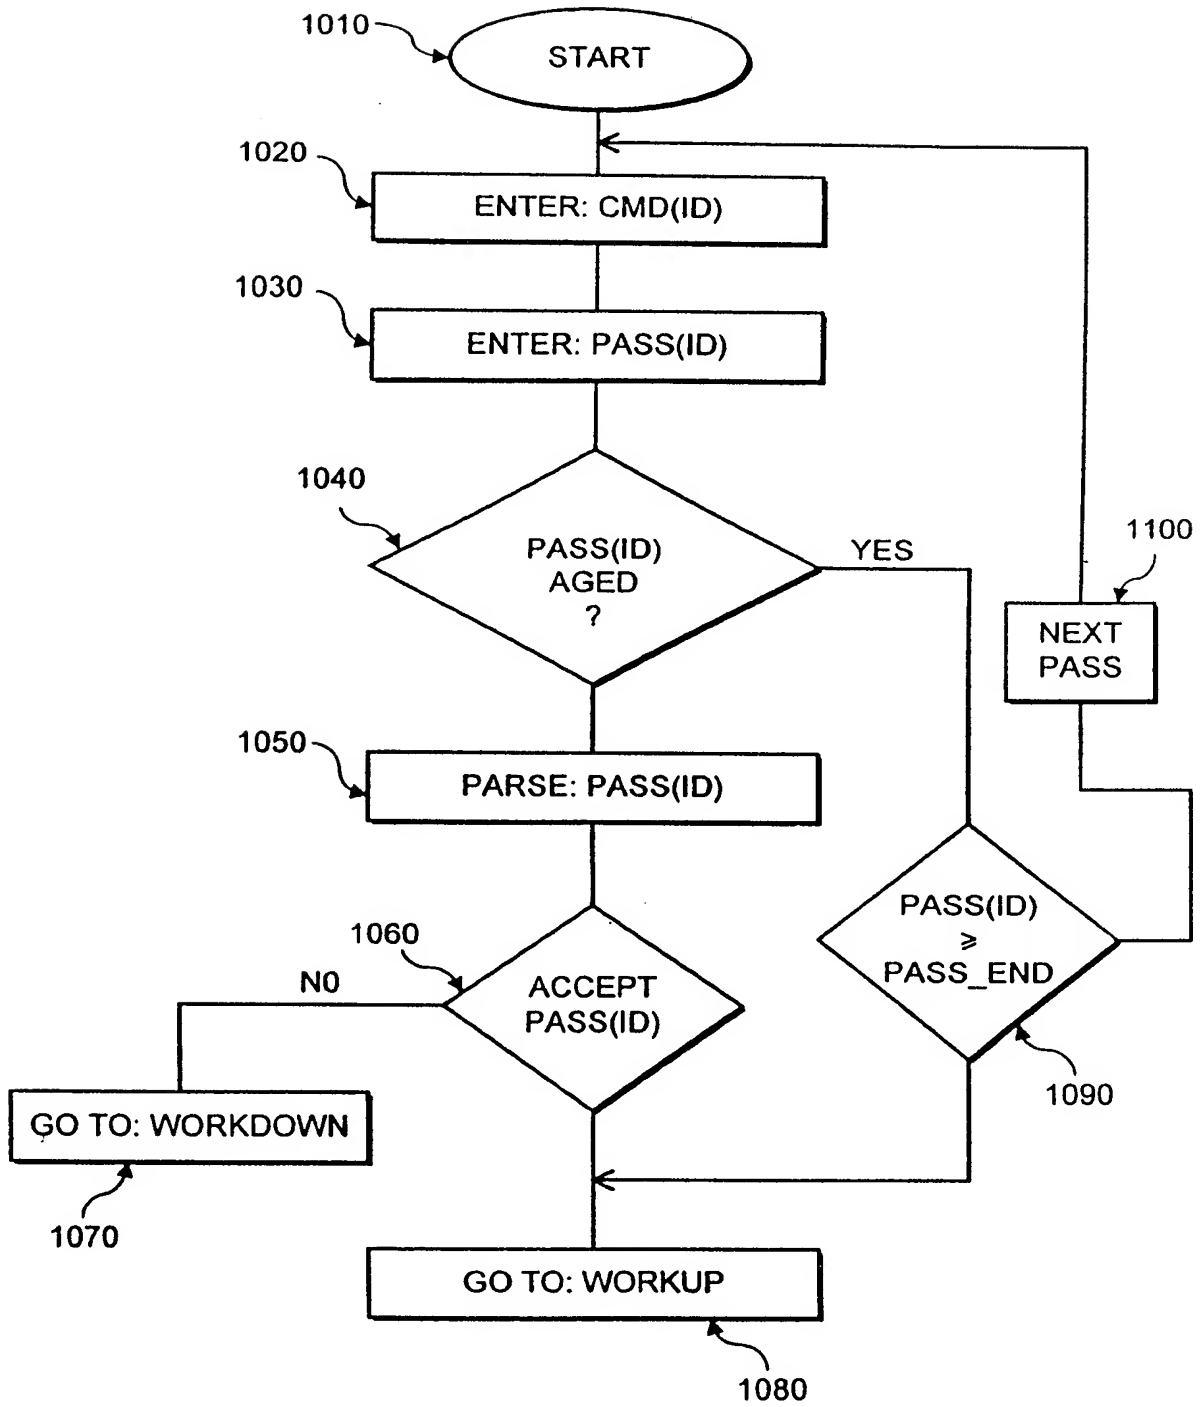 1010
START
1020
ENTER: CMD(ID)
1030
ENTER: PASS(ID)
1040
PASS(ID)
AGED
?
YES
1100
NEXT
PASS
1050
PARSE: PASS(ID)
PASS(ID)
⩾
PASS_END
1090
1060
ACCEPT
PASS(ID)
N0
GO TO: WORKDOWN
1070
GO TO: WORKUP
1080